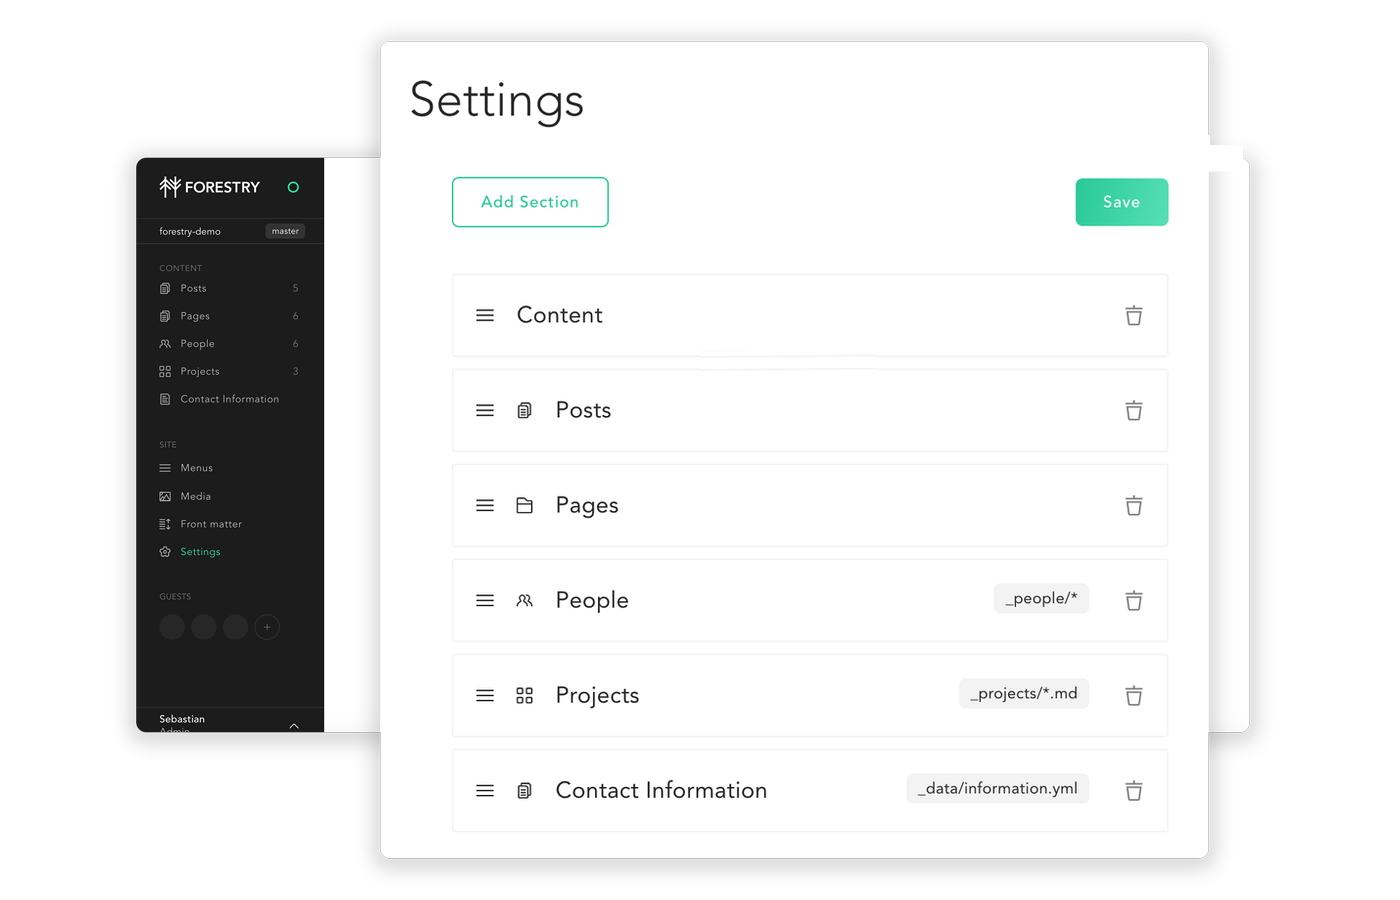 Settings
Add Section
Save
Content
Posts
Pages
People
_people/*
Projects
_projects/*.md
Contact Information
_data/information.yml
FORESTRY
forestry-demo
master
CONTENT
Posts 5
Pages 6
People 6
Projects 3
Contact Information
SITE
Menus
Media
Front matter
Settings
GUESTS
+
Sebastian
Admin